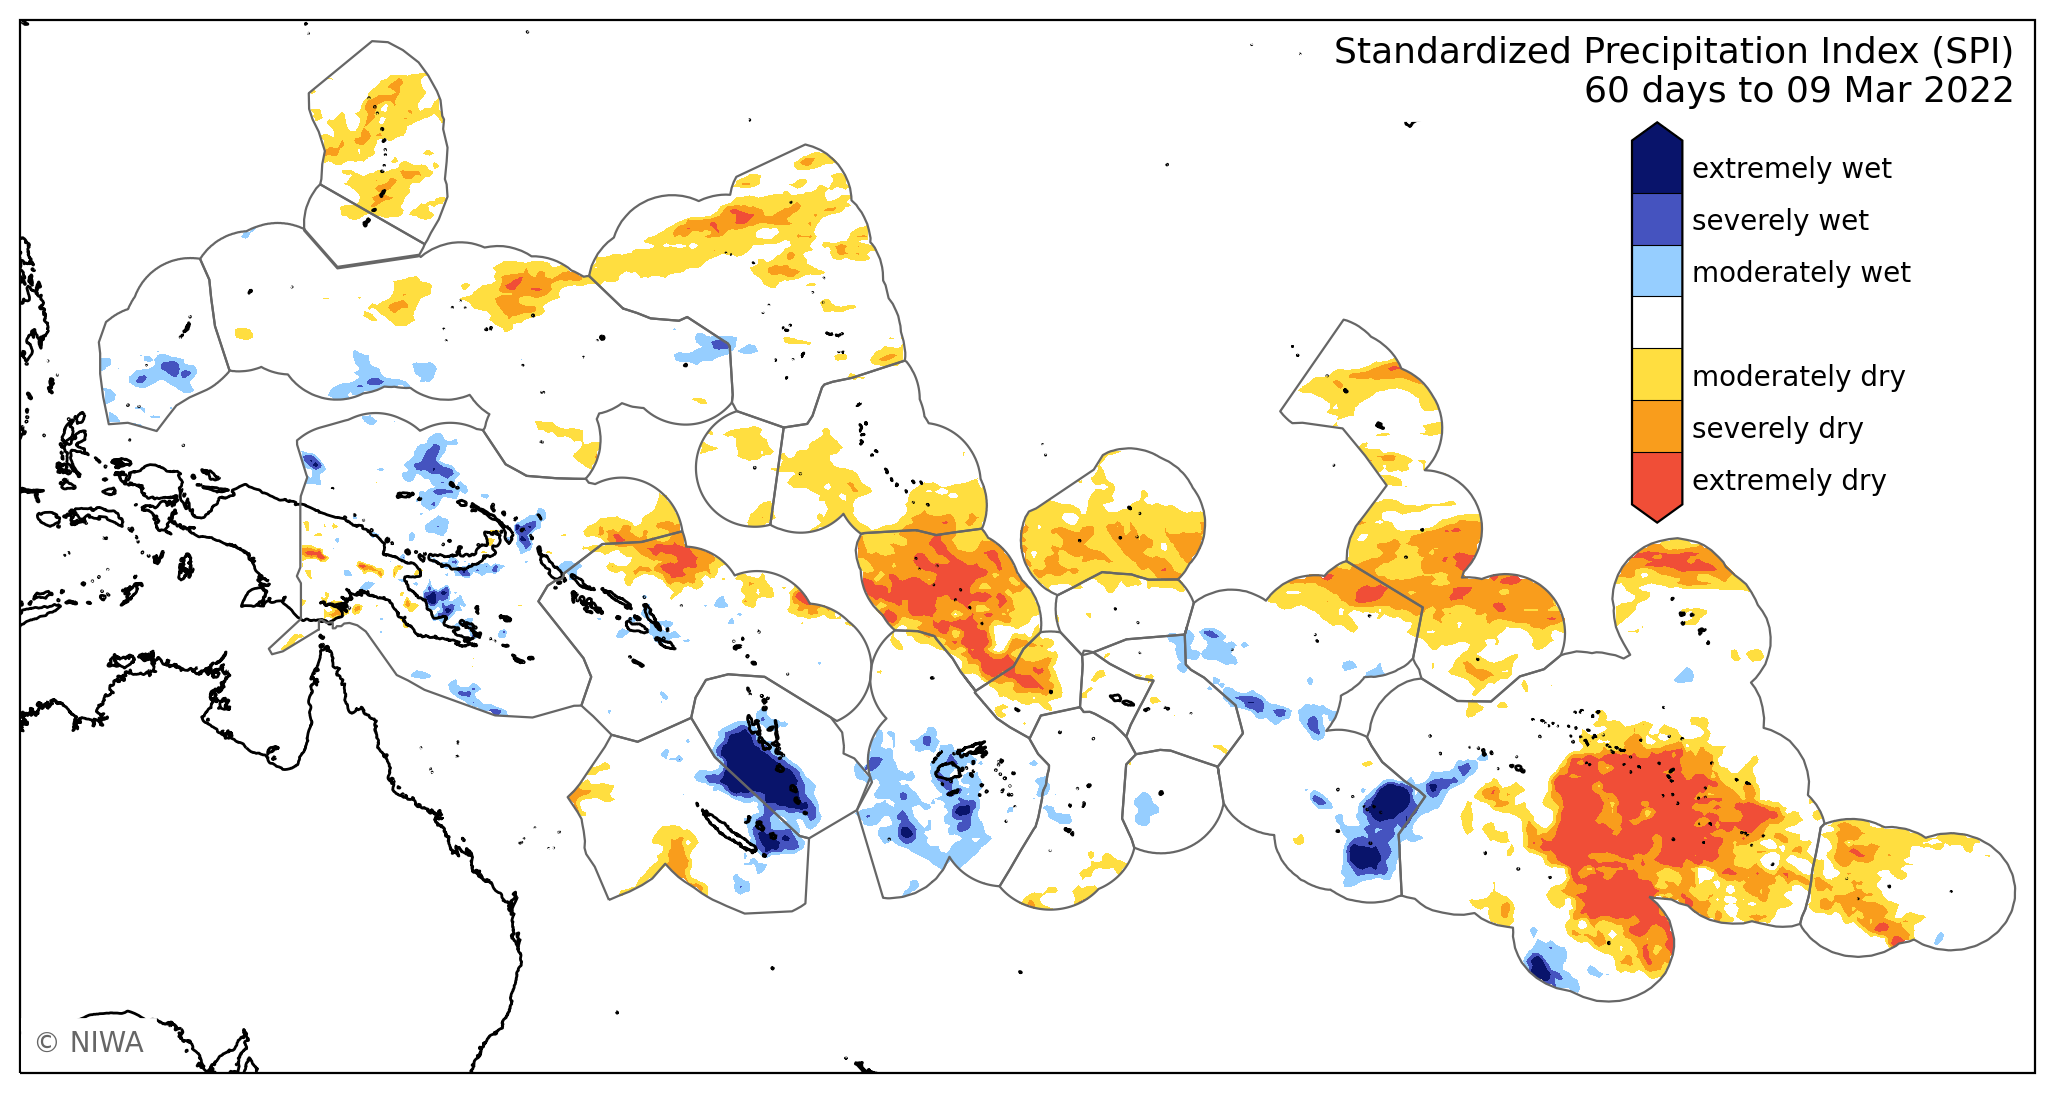 Standardized Precipitation Index (SPI)
60 days to 09 Mar 2022
extremely wet
severely wet
moderately wet
moderately dry
severely dry
extremely dry
© NIWA